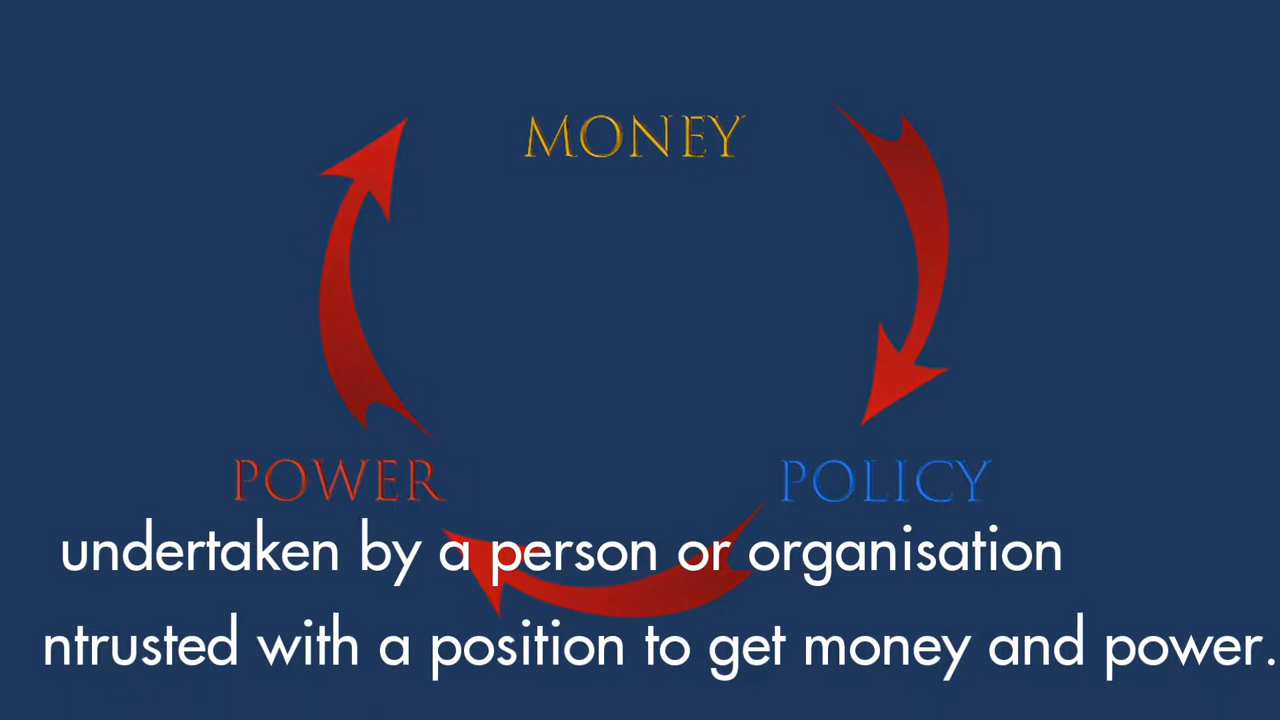 MONEY
POWER
POLICY
undertaken by a person or organisation
ntrusted with a position to get money and power.